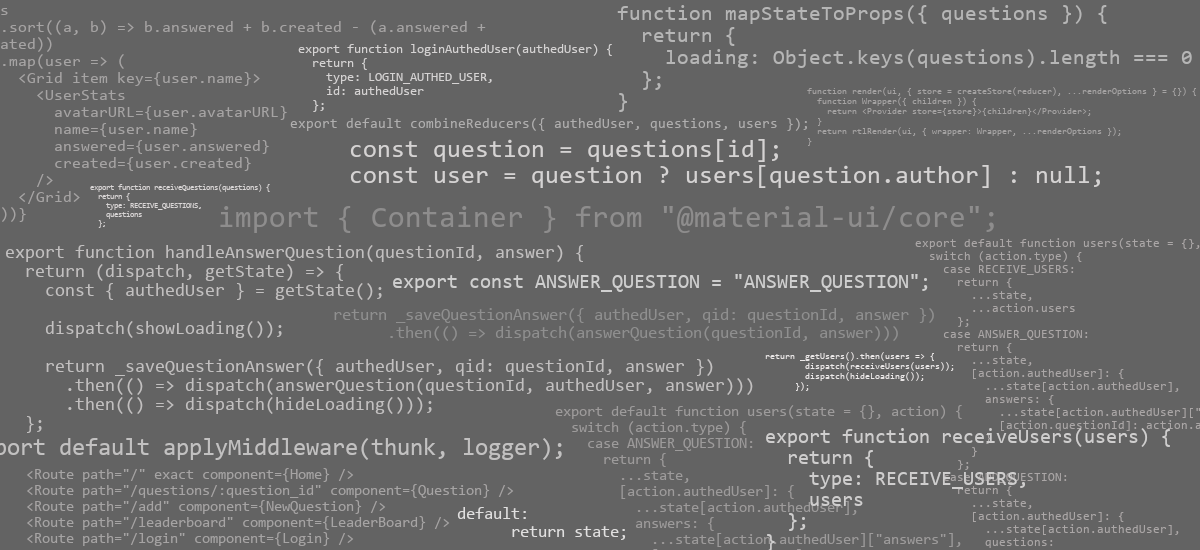 s
.sort((a, b) => b.answered + b.created - (a.answered +
ated))
.map(user => (
<Grid item key={user.name}>
<UserStats
avatarURL={user.avatarURL}
name={user.name}
answered={user.answered}
created={user.created}
/>
</Grid>
))}
export function loginAuthedUser(authedUser) {
return {
type: LOGIN_AUTHED_USER,
id: authedUser
};
function mapStateToProps({ questions }) {
return {
loading: Object.keys(questions).length === 0
};
}
function render(ui, { store = createStore(reducer), ...renderOptions } = {}) {
function Wrapper({ children }) {
return <Provider store={store}>{children}</Provider>;
}
return rtlRender(ui, { wrapper: Wrapper, ...renderOptions });
}
export default combineReducers({ authedUser, questions, users });
const question = questions[id];
const user = question ? users[question.author] : null;
export function receiveQuestions(questions) {
return {
type: RECEIVE_QUESTIONS,
questions
};
import { Container } from "@material-ui/core";
export function handleAnswerQuestion(questionId, answer) {
return (dispatch, getState) => {
const { authedUser } = getState();
dispatch(showLoading());
return _saveQuestionAnswer({ authedUser, qid: questionId, answer })
.then(() => dispatch(answerQuestion(questionId, authedUser, answer)))
.then(() => dispatch(hideLoading()));
};
export const ANSWER_QUESTION = "ANSWER_QUESTION";
return _saveQuestionAnswer({ authedUser, qid: questionId, answer })
.then(() => dispatch(answerQuestion(questionId, answer)))
return _getUsers().then(users => {
dispatch(receiveUsers(users));
dispatch(hideLoading());
});
export default function users(state = {},
switch (action.type) {
case RECEIVE_USERS:
return {
...state,
...action.users
};
case ANSWER_QUESTION:
return {
...state,
[action.authedUser]: {
...state[action.authedUser],
answers: {
...state[action.authedUser]["
[action.questionId]: action.a
}
}
};
case ANSWER_QUESTION:
return {
...state,
[action.authedUser]: {
...state[action.authedUser],
questions:
port default applyMiddleware(thunk, logger);
<Route path="/" exact component={Home} />
<Route path="/questions/:question_id" component={Question} />
<Route path="/add" component={NewQuestion} />
<Route path="/leaderboard" component={LeaderBoard} />
<Route path="/login" component={Login} />
default:
return state;
export default function users(state = {}, action) {
switch (action.type) {
case ANSWER_QUESTION:
return {
...state,
[action.authedUser]: {
...state[action.authedUser],
answers: {
...state[action.authedUser]["answers"],
export function receiveUsers(users) {
return {
type: RECEIVE_USERS,
users
};
}